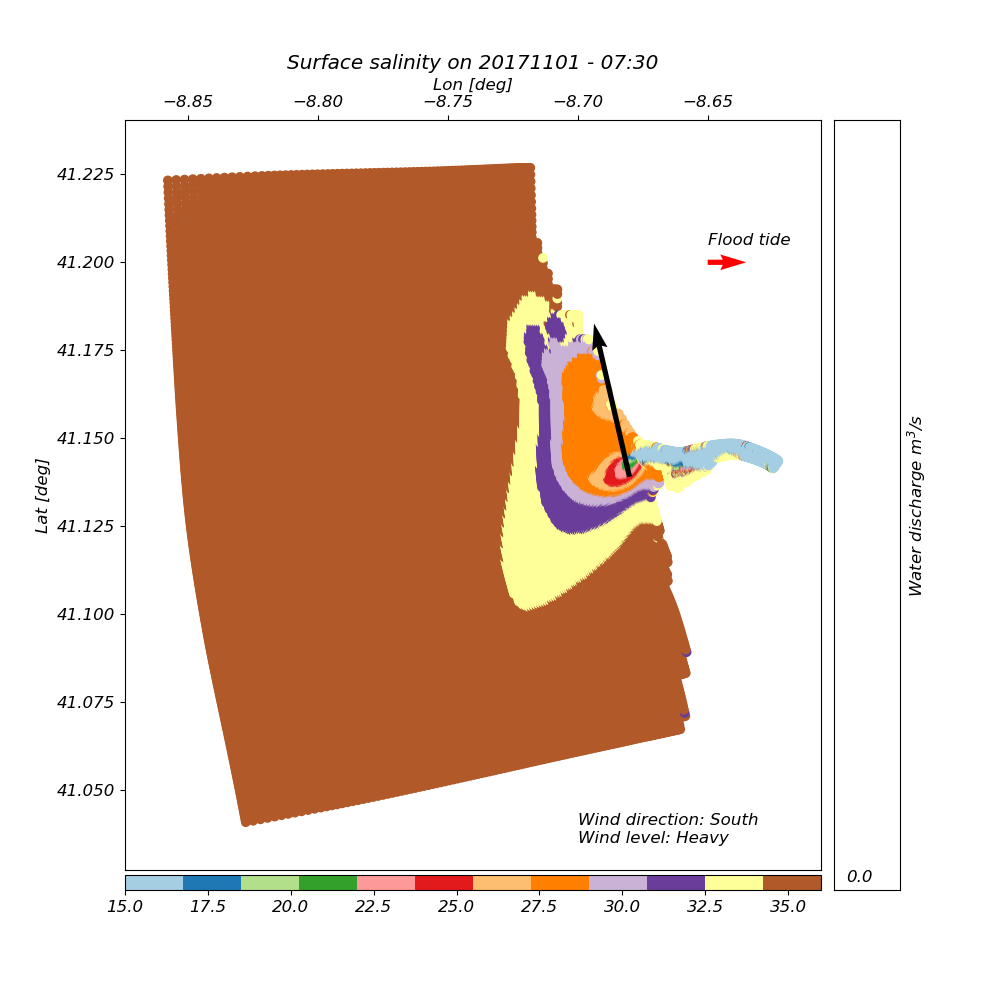 Surface salinity on 20171101 - 07:30
Lon [deg]
−8.85 −8.80 −8.75 −8.70 −8.65
41.225
41.200
41.175
41.150
41.125
41.100
41.075
41.050
Lat [deg]
Flood tide
Wind direction: South
Wind level: Heavy
15.0 17.5 20.0 22.5 25.0 27.5 30.0 32.5 35.0
0.0
Water discharge m³/s